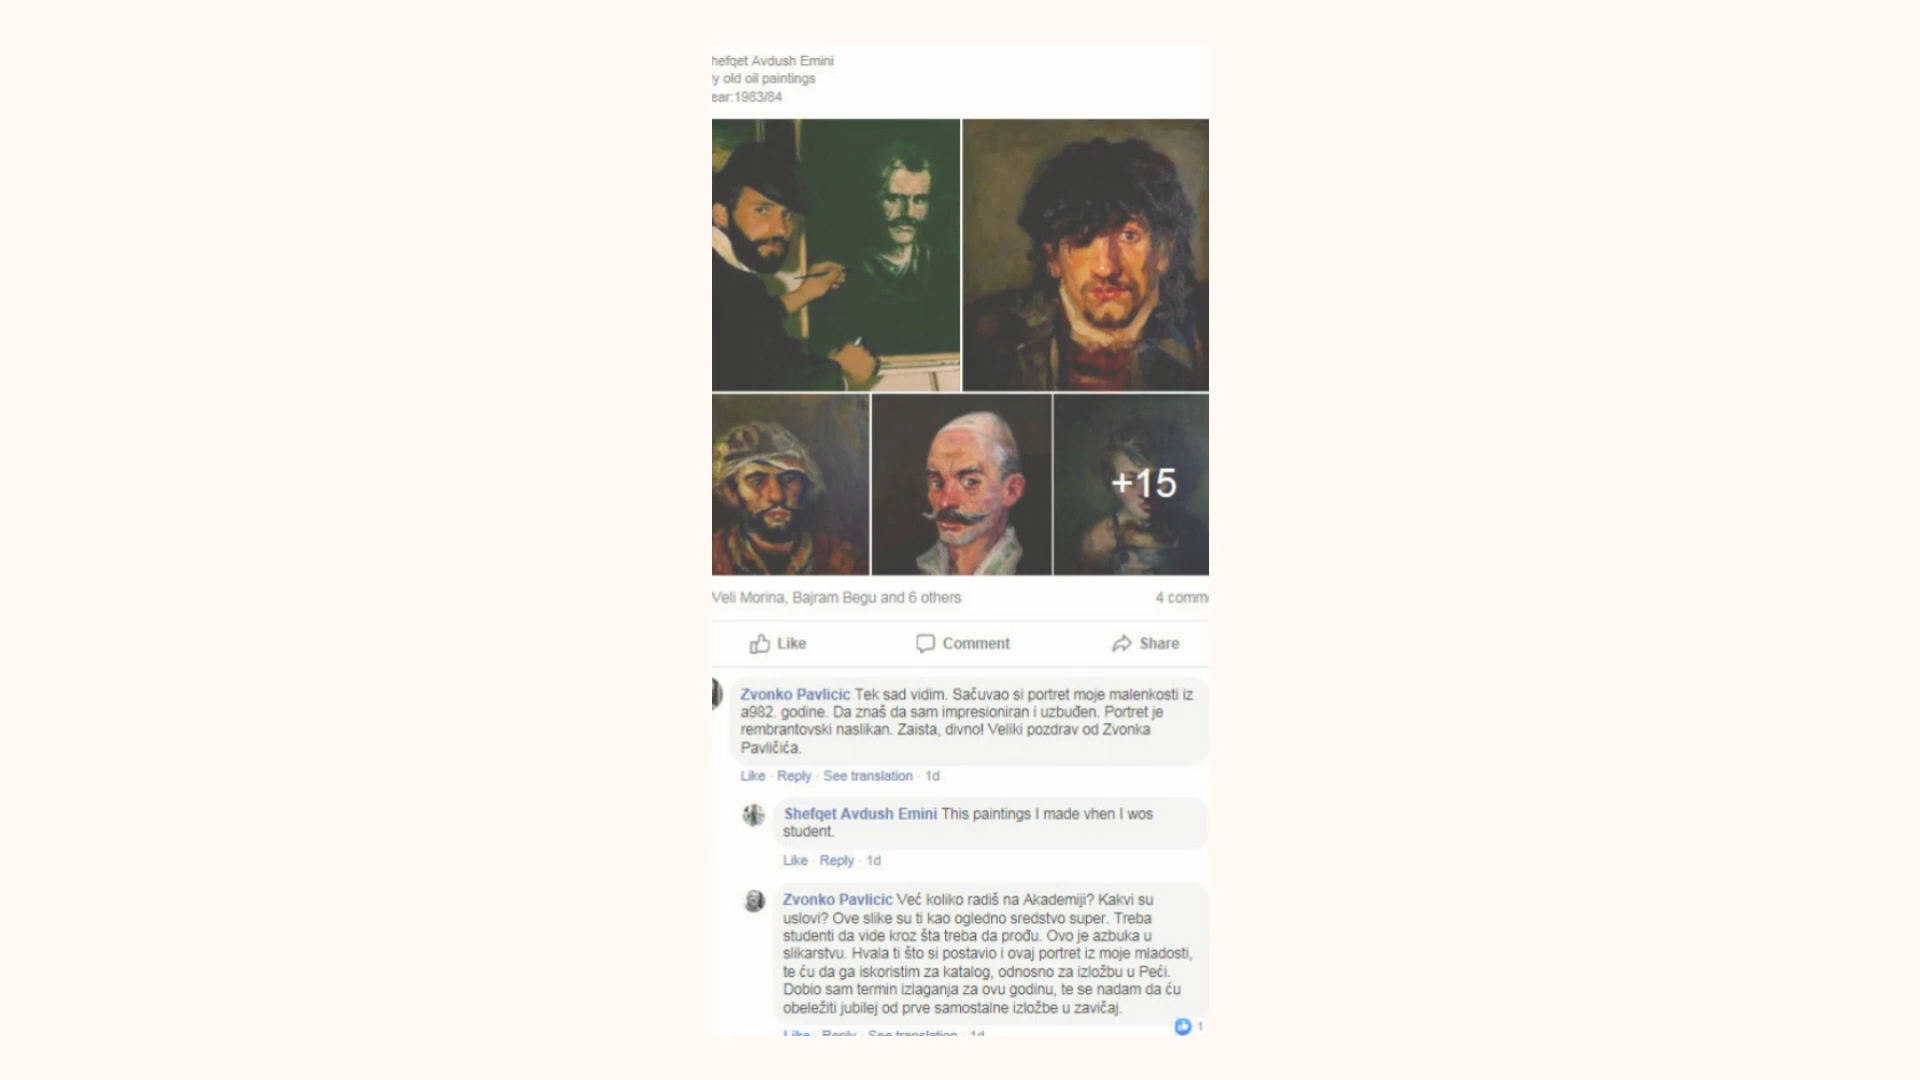 hefqet Avdush Emini
y old oil paintings
ear:1983/84
+15
Veli Morina, Bajram Begu and 6 others
4 comm
Like
Comment
Share
Zvonko Pavlicic Tek sad vidim. Sačuvao si portret moje malenkosti iz
a982. godine. Da znaš da sam impresioniran i uzbuđen. Portret je
rembrantovski naslikan. Zaista, divno! Veliki pozdrav od Zvonka
Pavličića.
Like · Reply · See translation · 1d
Shefqet Avdush Emini This paintings I made vhen I wos
student.
Like · Reply · 1d
Zvonko Pavlicic Već koliko radiš na Akademiji? Kakvi su
uslovi? Ove slike su ti kao ogledno sredstvo super. Treba
studenti da vide kroz šta treba da prođu. Ovo je azbuka u
slikarstvu. Hvala ti što si postavio i ovaj portret iz moje mladosti,
te ću da ga iskoristim za katalog, odnosno za izložbu u Peći.
Dobio sam termin izlaganja za ovu godinu, te se nadam da ću
obeležiti jubilej od prve samostalne izložbe u zavičaj.
1
Like · Reply · See translation · 1d